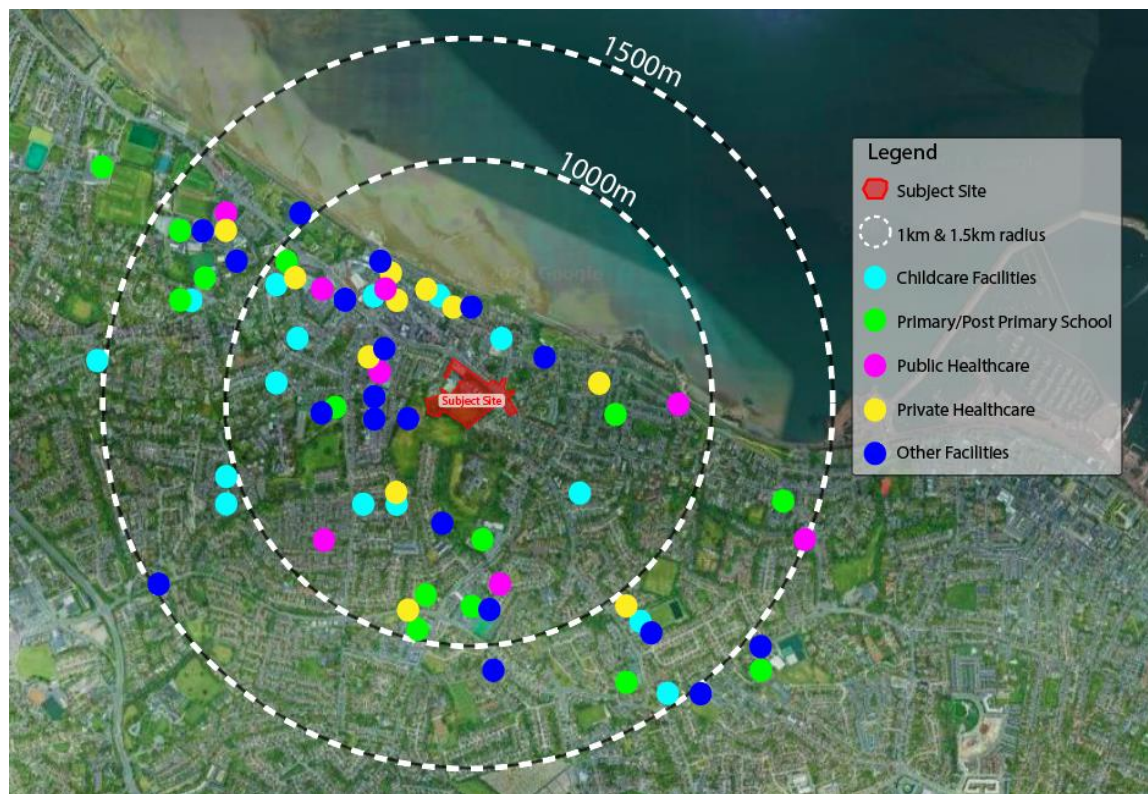 1500m
1000m
Legend
Subject Site
1km & 1.5km radius
Childcare Facilities
Primary/Post Primary School
Public Healthcare
Private Healthcare
Other Facilities
Google
Subject Site